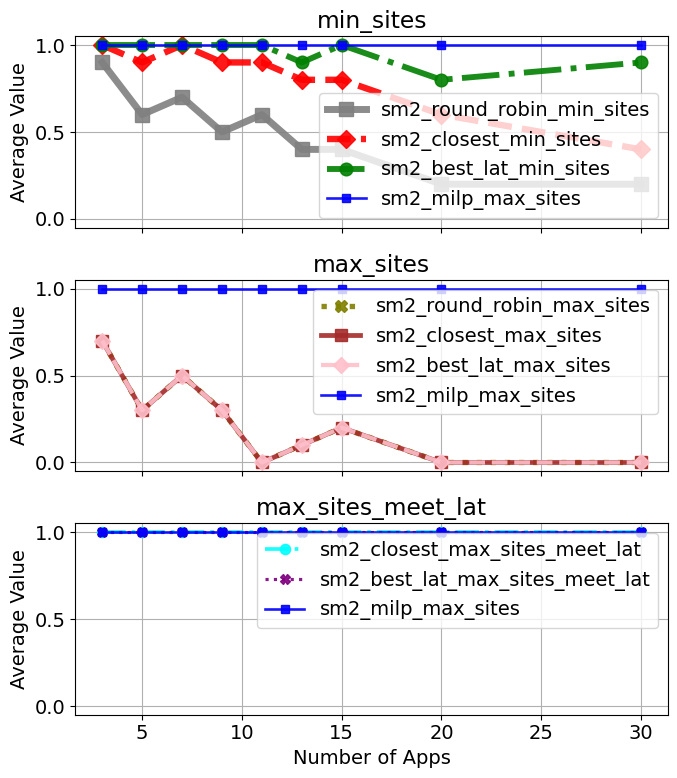 min_sites
Average Value
1.0
0.5
0.0
sm2_round_robin_min_sites
sm2_closest_min_sites
sm2_best_lat_min_sites
sm2_milp_max_sites
max_sites
Average Value
1.0
0.5
0.0
sm2_round_robin_max_sites
sm2_closest_max_sites
sm2_best_lat_max_sites
sm2_milp_max_sites
max_sites_meet_lat
Average Value
1.0
0.5
0.0
sm2_closest_max_sites_meet_lat
sm2_best_lat_max_sites_meet_lat
sm2_milp_max_sites
5 10 15 20 25 30
Number of Apps